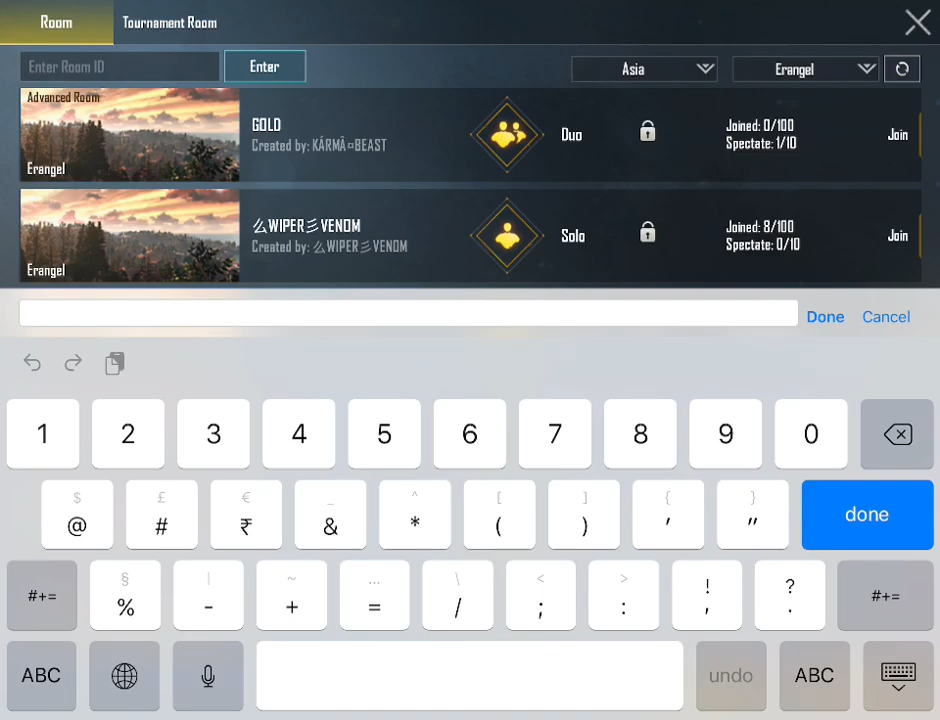 Room
Tournament Room
Enter Room ID
Enter
Asia
Erangel
Advanced Room
Erangel
GOLD
Created by: KÁRMÂ¤BEAST
Duo
Joined: 0/100
Spectate: 1/10
Join
Erangel
么WIPER彡VENOM
Created by: 么WIPER彡VENOM
Solo
Joined: 8/100
Spectate: 0/10
Join
Done
Cancel
1 2 3 4 5 6 7 8 9 0
$ £ € _ ^ [ ] { }
@ # ₹ & * ( ) ' "
done
§ | ~ … \ < > ! ?
#+= % - + = / ; : , . #+=
ABC
undo
ABC